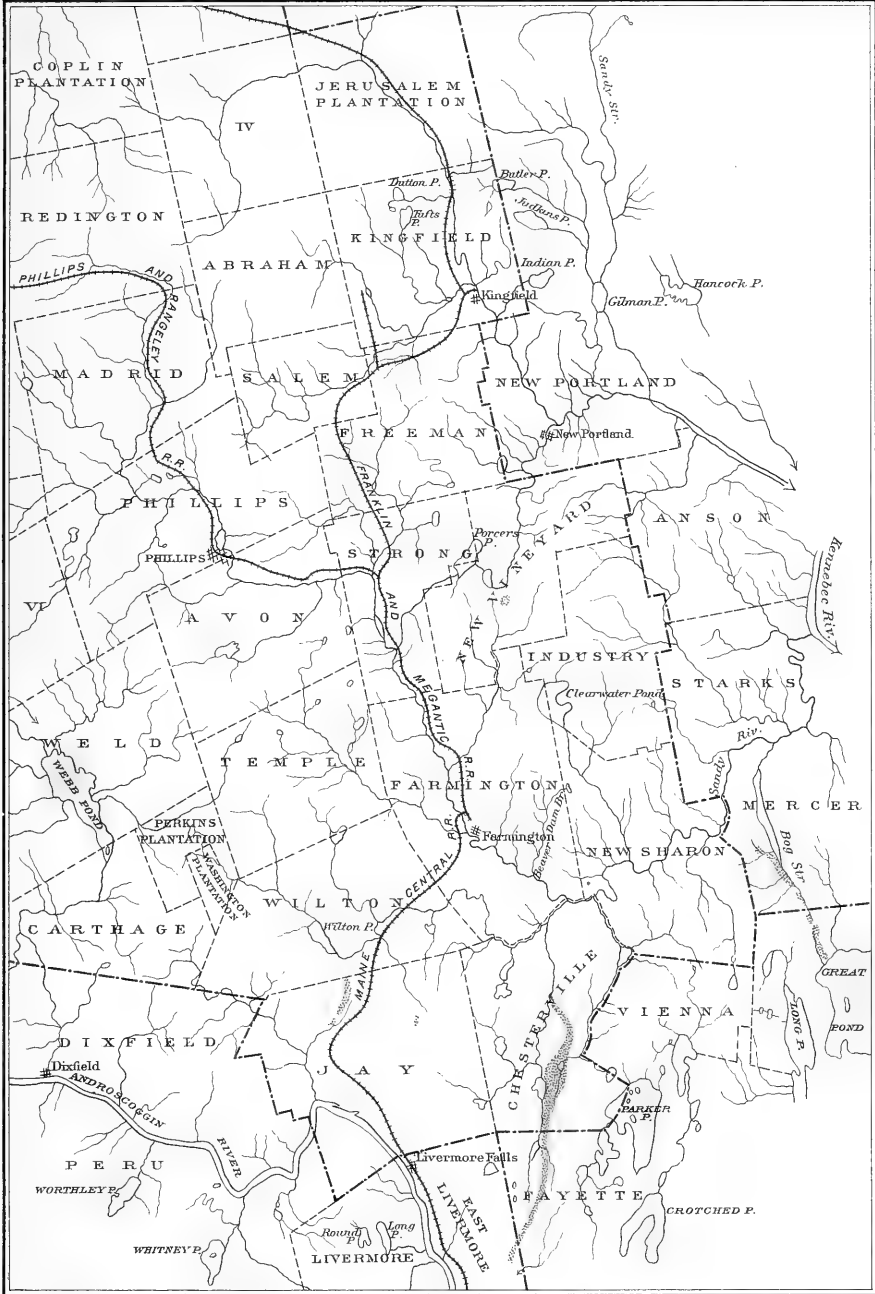 COPLIN
PLANTATION
JERUSALEM
PLANTATION
Sandy Str.
IV
Dutton P.
Butler P.
Tufts
P.
Judkins P.
REDINGTON
KINGFIELD
ABRAHAM
Indian P.
PHILLIPS AND RANGELEY R.R.
Kingfield
Hancock P.
Gilman P.
MADRID
SALEM
NEW PORTLAND
FREEMAN
New Portland
PHILLIPS
FRANKLIN AND MEGANTIC R.R.
NEW VINEYARD
ANSON
Porcers
P.
STRONG
PHILLIPS
Kennebec Riv.
VI
AVON
INDUSTRY
Clearwater Pond
STARKS
WELD
WEBB POND
TEMPLE
Sandy Riv.
FARMINGTON
MERCER
PERKINS
PLANTATION
WASHINGTON
PLANTATION
Farmington
Beaver Dam Br.
NEW SHARON
Bog Str.
MAINE CENTRAL R.R.
WILTON
CARTHAGE
Wilton P.
CHESTERVILLE
GREAT
POND
VIENNA
LONG P.
DIXFIELD
Dixfield
JAY
ANDROSCOGGIN RIVER
PARKER
P.
PERU
Livermore Falls
WORTHLEY P.
EAST
LIVERMORE
FAYETTE
CROTCHED P.
Round
P.
Long
P.
WHITNEY P.
LIVERMORE